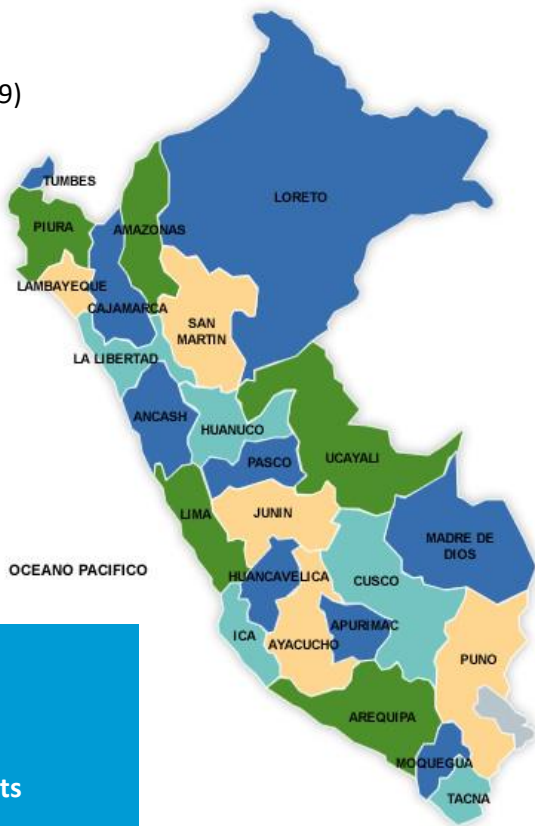 9)
TUMBES
LORETO
PIURA
AMAZONAS
LAMBAYEQUE
CAJAMARCA
SAN
MARTIN
LA LIBERTAD
ANCASH
HUANUCO
PASCO
UCAYALI
LIMA
JUNIN
MADRE DE
DIOS
OCEANO PACIFICO
HUANCAVELICA
CUSCO
ICA
AYACUCHO
APURIMAC
PUNO
AREQUIPA
MOQUEGUA
TACNA
ts